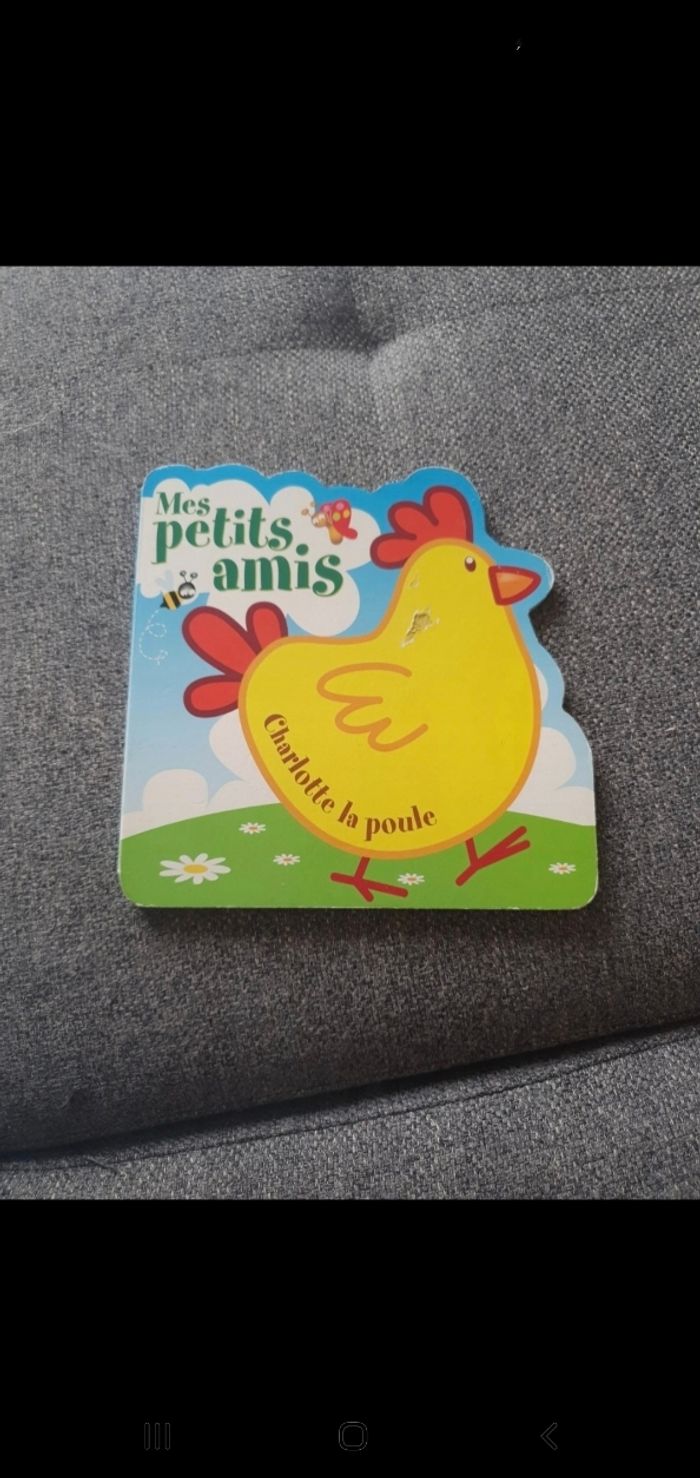 Mes
petits
amis
Charlotte la poule